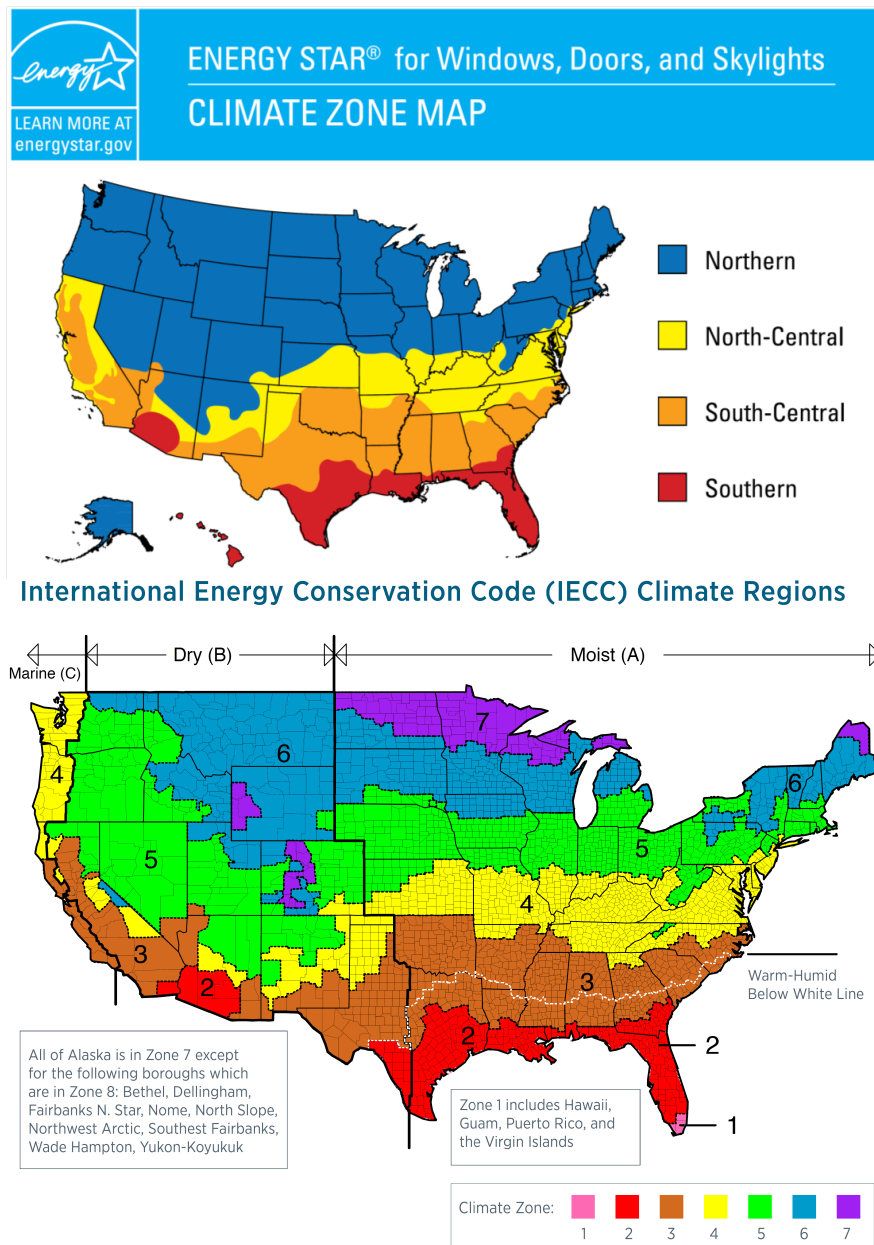 energy
LEARN MORE AT
energystar.gov
ENERGY STAR® for Windows, Doors, and Skylights
CLIMATE ZONE MAP
Northern
North-Central
South-Central
Southern
International Energy Conservation Code (IECC) Climate Regions
Marine (C)
Dry (B)
Moist (A)
7
6
6
4
5
5
4
3
3
2
2
Warm-Humid
Below White Line
2
1
All of Alaska is in Zone 7 except
for the following boroughs which
are in Zone 8: Bethel, Dellingham,
Fairbanks N. Star, Nome, North Slope,
Northwest Arctic, Southest Fairbanks,
Wade Hampton, Yukon-Koyukuk
Zone 1 includes Hawaii,
Guam, Puerto Rico, and
the Virgin Islands
Climate Zone:
1 2 3 4 5 6 7